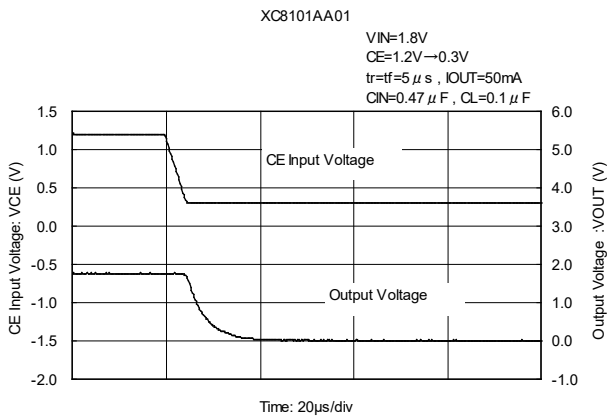 XC8101AA01
VIN=1.8V
CE=1.2V→0.3V
tr=tf=5μs , IOUT=50mA
CIN=0.47μF , CL=0.1μF
CE Input Voltage: VCE (V)
1.5
1.0
0.5
0.0
-0.5
-1.0
-1.5
-2.0
CE Input Voltage
Output Voltage
6.0
5.0
4.0
3.0
2.0
1.0
0.0
-1.0
Output Voltage :VOUT (V)
Time: 20μs/div